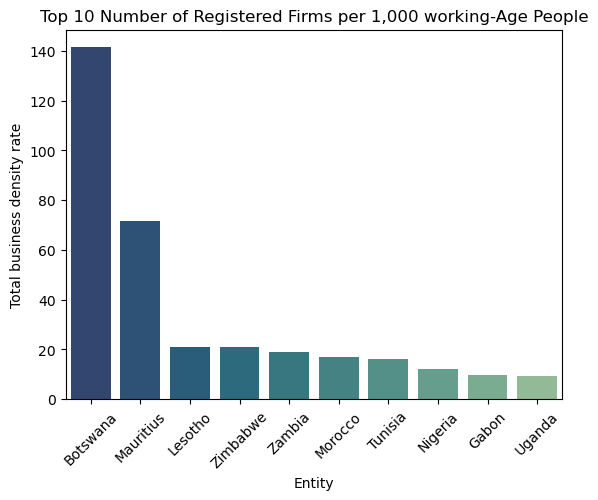 Top 10 Number of Registered Firms per 1,000 working-Age People
Total business density rate
140
120
100
80
60
40
20
0
Botswana
Mauritius
Lesotho
Zimbabwe
Zambia
Morocco
Tunisia
Nigeria
Gabon
Uganda
Entity